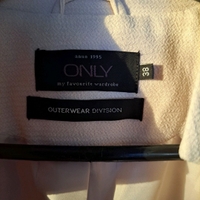 since 1995
ONLY
my favourite wardrobe
38
OUTERWEAR DIVISION